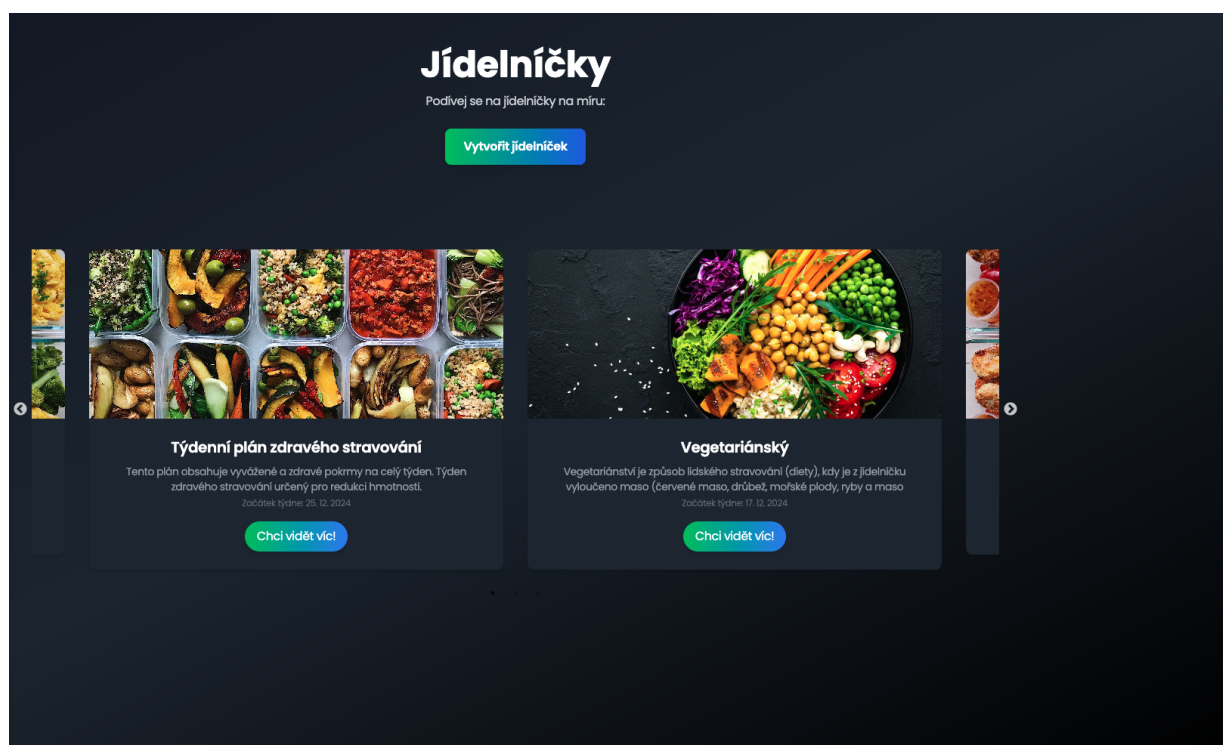 Jídelníčky
Podívej se na jídelníčky na míru:
Vytvořit jídelníček
Týdenní plán zdravého stravování
Tento plán obsahuje vyvážené a zdravé pokrmy na celý týden. Týden
zdravého stravování určený pro redukci hmotnosti.
Začátek týdne: 25. 12. 2024
Chci vidět víc!
Vegetariánský
Vegetariánství je způsob lidského stravování (diety), kdy je z jídelníčku
vyloučeno maso (červené maso, drůbež, mořské plody, ryby a maso
Začátek týdne: 17. 12. 2024
Chci vidět víc!